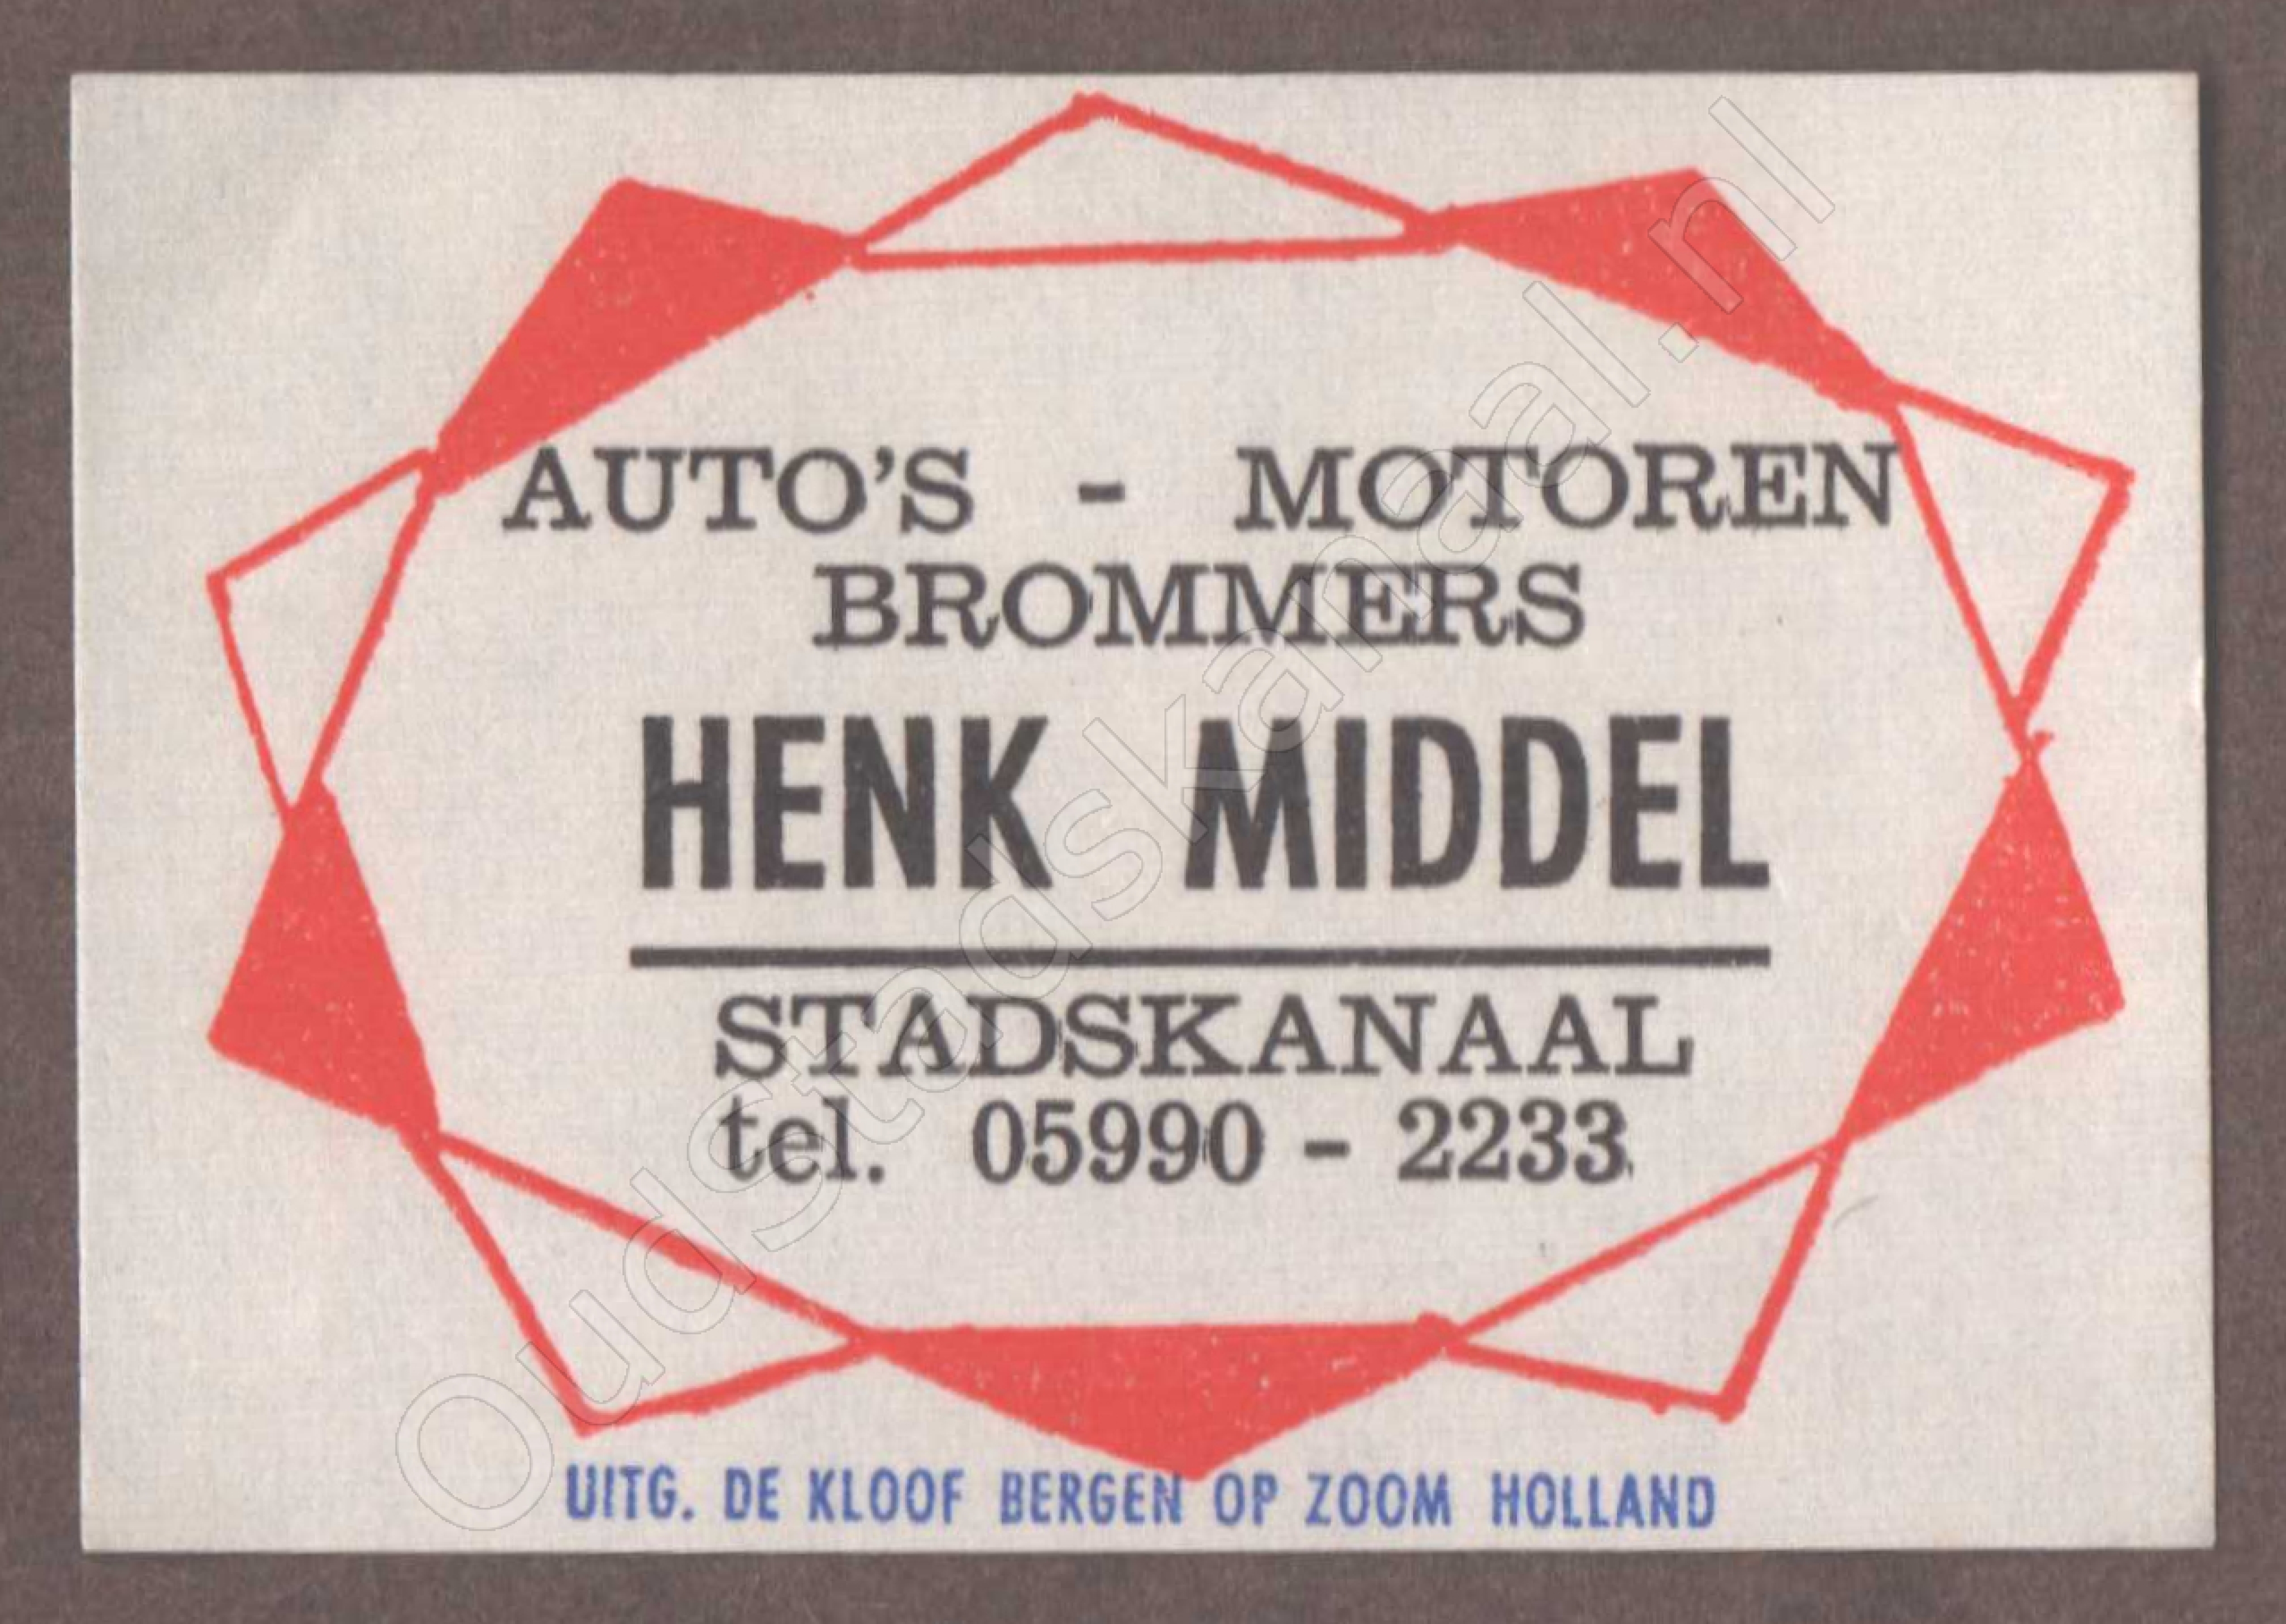 AUTO'S - MOTOREN
BROMMERS
HENK MIDDEL
STADSKANAAL
tel. 05990 - 2233
UITG. DE KLOOF BERGEN OP ZOOM HOLLAND
Oudstadskanaal.nl